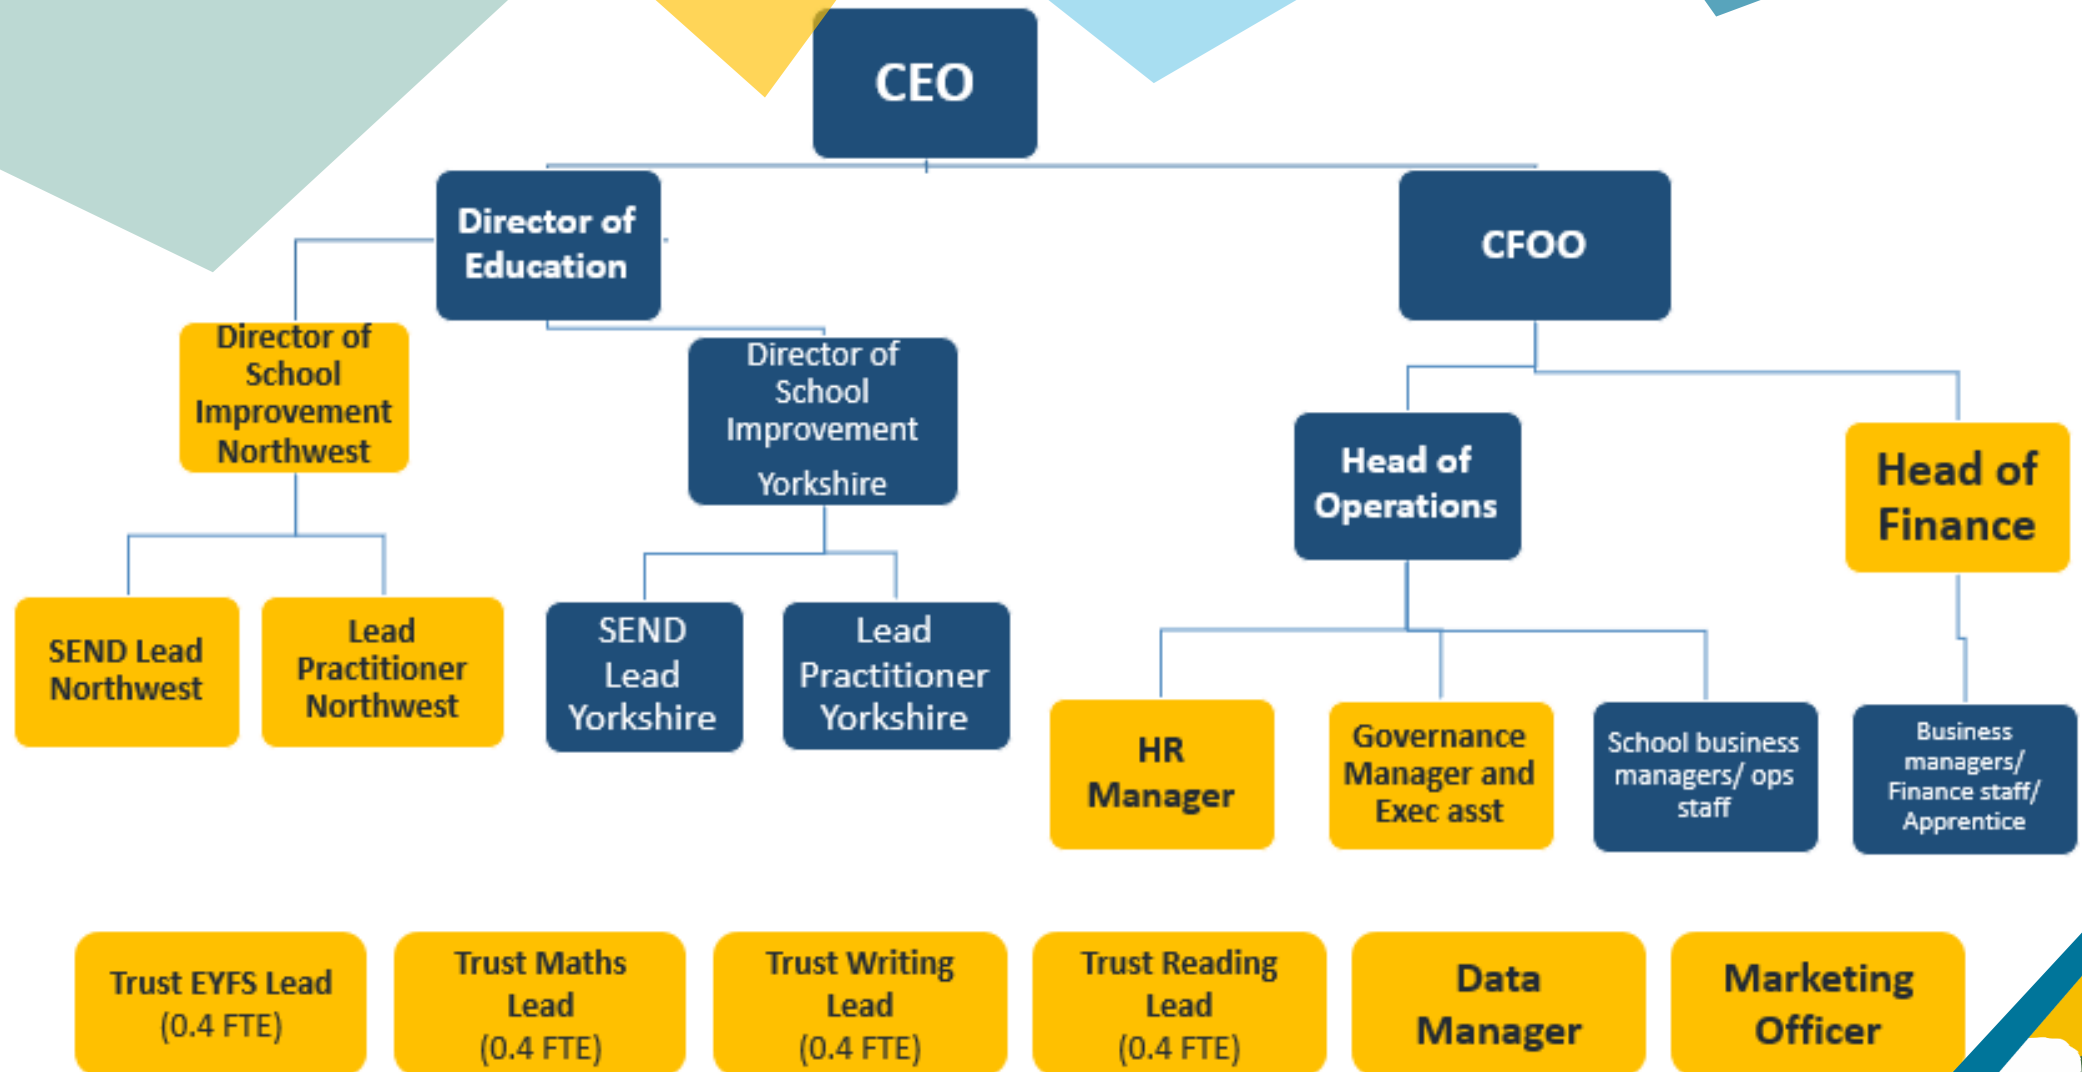 CEO
Director of
Education
CFOO
Director of
School
Improvement
Northwest
Director of
School
Improvement
Yorkshire
Head of
Operations
Head of
Finance
SEND Lead
Northwest
Lead
Practitioner
Northwest
SEND
Lead
Yorkshire
Lead
Practitioner
Yorkshire
HR
Manager
Governance
Manager and
Exec asst
School business
managers/ ops
staff
Business
managers/
Finance staff/
Apprentice
Trust EYFS Lead
(0.4 FTE)
Trust Maths
Lead
(0.4 FTE)
Trust Writing
Lead
(0.4 FTE)
Trust Reading
Lead
(0.4 FTE)
Data
Manager
Marketing
Officer